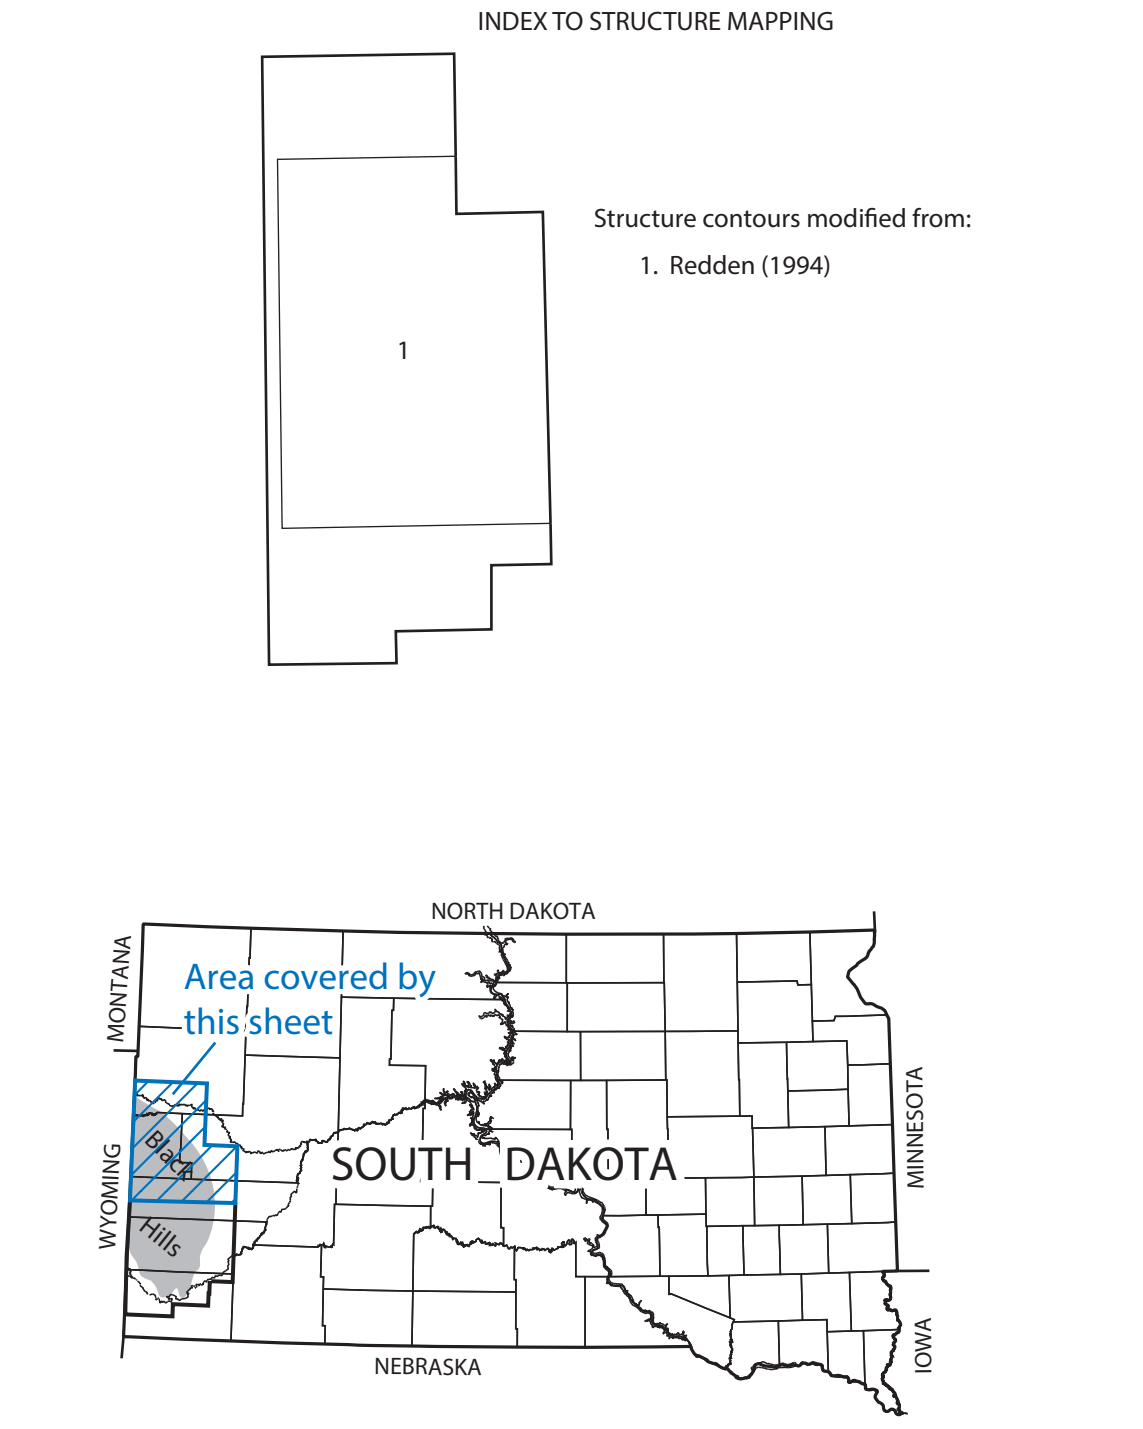 INDEX TO STRUCTURE MAPPING
Structure contours modified from:
1. Redden (1994)
1
NORTH DAKOTA
MONTANA
Area covered by
this sheet
WYOMING
Black
Hills
SOUTH DAKOTA
MINNESOTA
NEBRASKA
IOWA